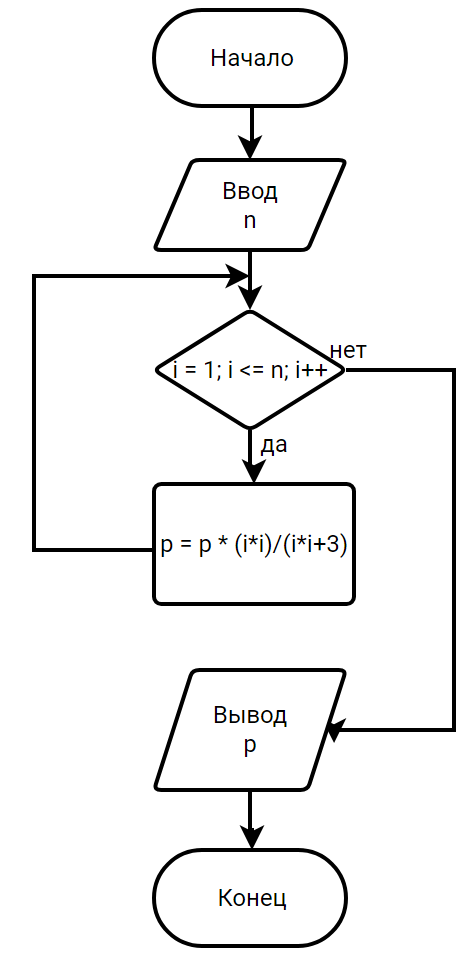 Начало
Ввод
n
нет
i = 1; i <= n; i++
да
p = p * (i*i)/(i*i+3)
Вывод
p
Конец